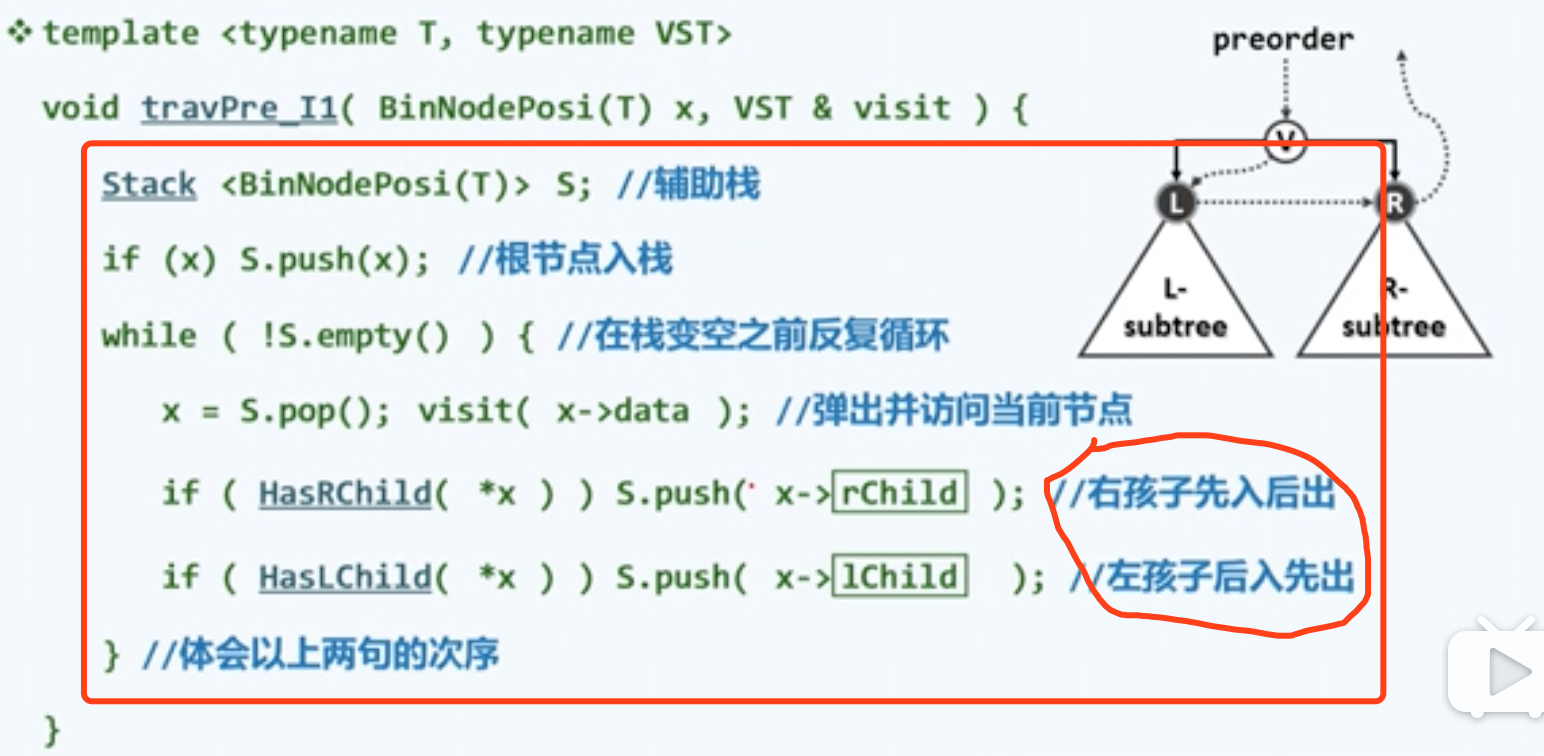 ❖ template <typename T, typename VST>
preorder
void travPre_I1( BinNodePosi(T) x, VST & visit ) {
V
Stack <BinNodePosi(T)> S; //辅助栈
L
R
if (x) S.push(x); //根节点入栈
L-
subtree
R-
subtree
while ( !S.empty() ) { //在栈变空之前反复循环
x = S.pop(); visit( x->data ); //弹出并访问当前节点
if ( HasRChild( *x ) ) S.push( x->rChild ); //右孩子先入后出
if ( HasLChild( *x ) ) S.push( x->lChild ); //左孩子后入先出
} //体会以上两句的次序
}